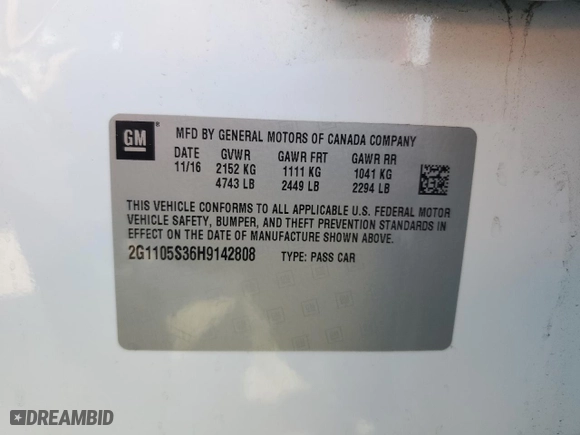 GM ®
MFD BY GENERAL MOTORS OF CANADA COMPANY
DATE GVWR GAWR FRT GAWR RR
11/16 2152 KG 1111 KG 1041 KG
4743 LB 2449 LB 2294 LB
THIS VEHICLE CONFORMS TO ALL APPLICABLE U.S. FEDERAL MOTOR
VEHICLE SAFETY, BUMPER, AND THEFT PREVENTION STANDARDS IN
EFFECT ON THE DATE OF MANUFACTURE SHOWN ABOVE.
2G1105S36H9142808 TYPE: PASS CAR
DREAMBID